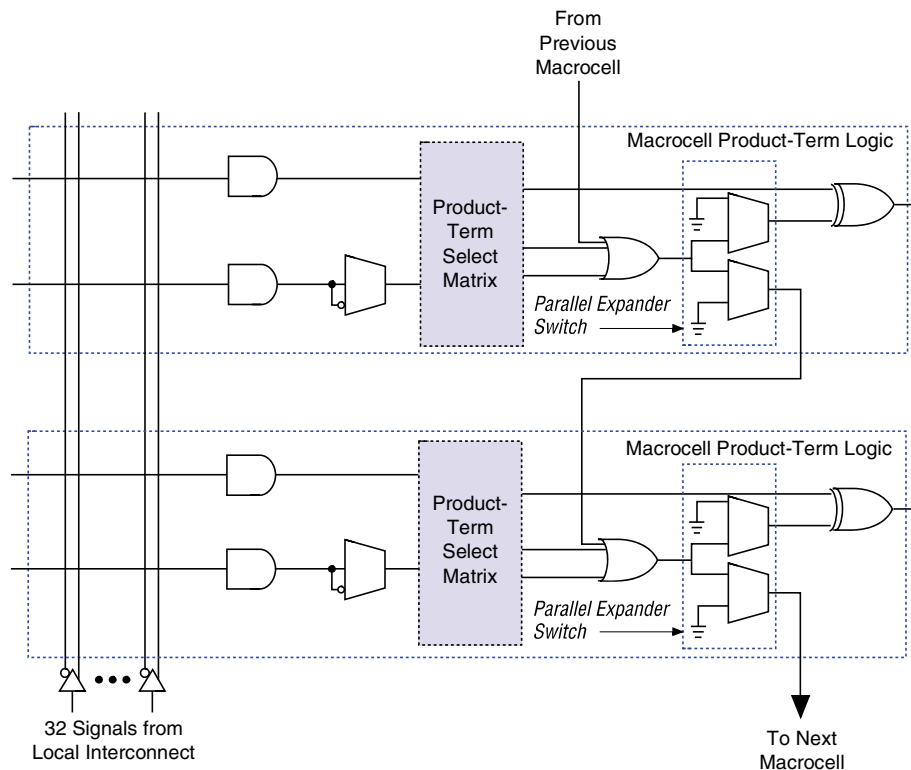 From
Previous
Macrocell
Macrocell Product-Term Logic
Product-
Term
Select
Matrix
Parallel Expander
Switch
Macrocell Product-Term Logic
Product-
Term
Select
Matrix
Parallel Expander
Switch
32 Signals from
Local Interconnect
To Next
Macrocell